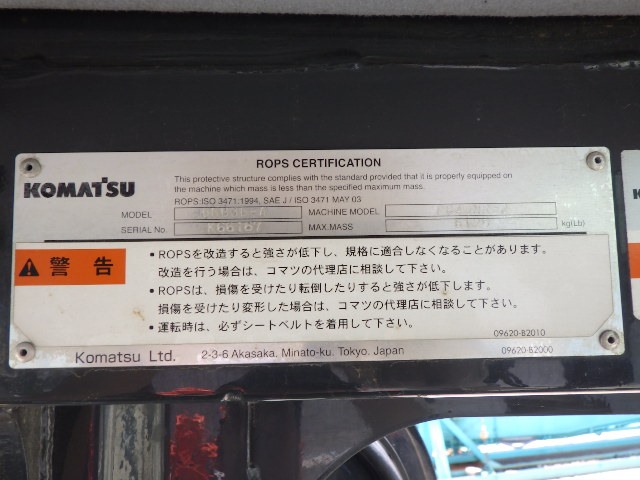 ROPS CERTIFICATION
KOMATSU
This protective structure complies with the standard provided that it is properly equipped on
the machine which mass is less than the specified maximum mass.
ROPS:ISO 3471:1994, SAE J / ISO 3471 MAY 03
MODEL
MACHINE MODEL
SERIAL No.
MAX.MASS
kg(Lb)
警告
・ROPSを改造すると強さが低下し、規格に適合しなくなることがあります。
改造を行う場合は、コマツの代理店に相談して下さい。
・ROPSは、損傷を受けたり転倒したりすると強さが低下します。
損傷を受けたり変形した場合は、コマツの代理店に相談して下さい。
・運転時は、必ずシートベルトを着用して下さい。
09620-B2010
Komatsu Ltd. 2-3-6 Akasaka, Minato-ku, Tokyo, Japan
09620-B2000